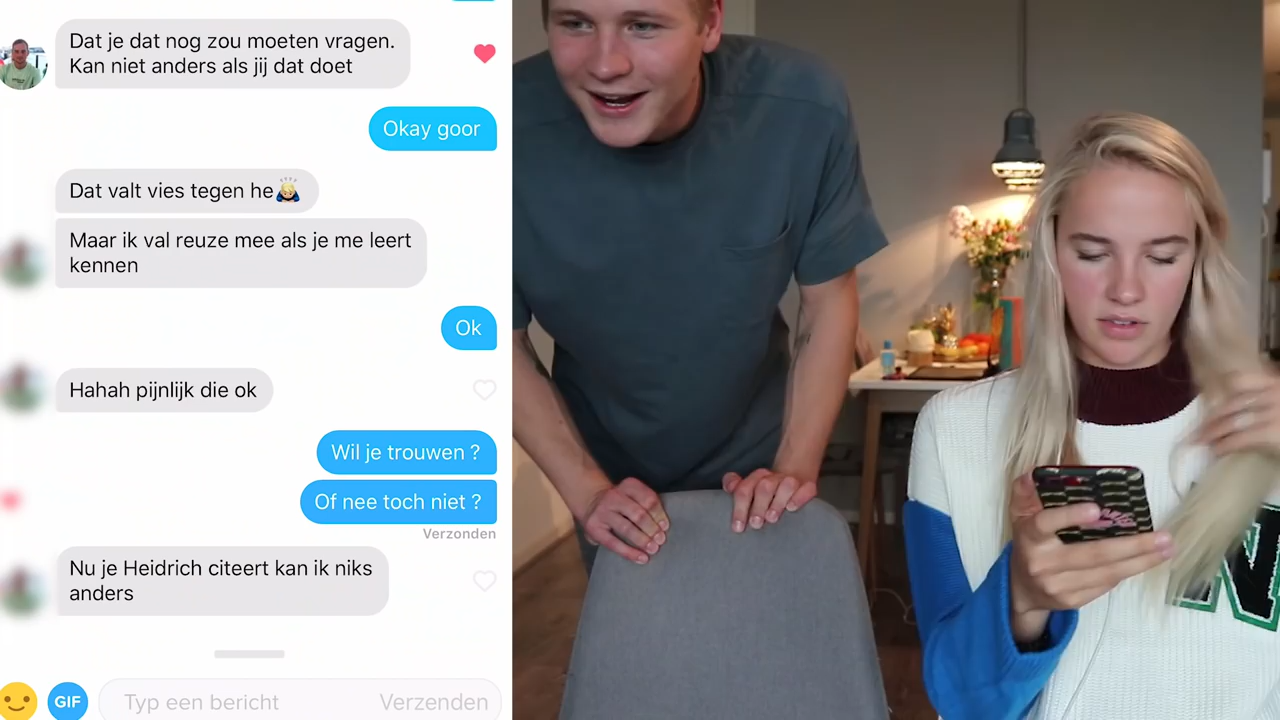 Dat je dat nog zou moeten vragen.
Kan niet anders als jij dat doet
Okay goor
Dat valt vies tegen he
Maar ik val reuze mee als je me leert
kennen
Ok
Hahah pijnlijk die ok
Wil je trouwen ?
Of nee toch niet ?
Verzonden
Nu je Heidrich citeert kan ik niks
anders
GIF
Typ een bericht
Verzenden
N